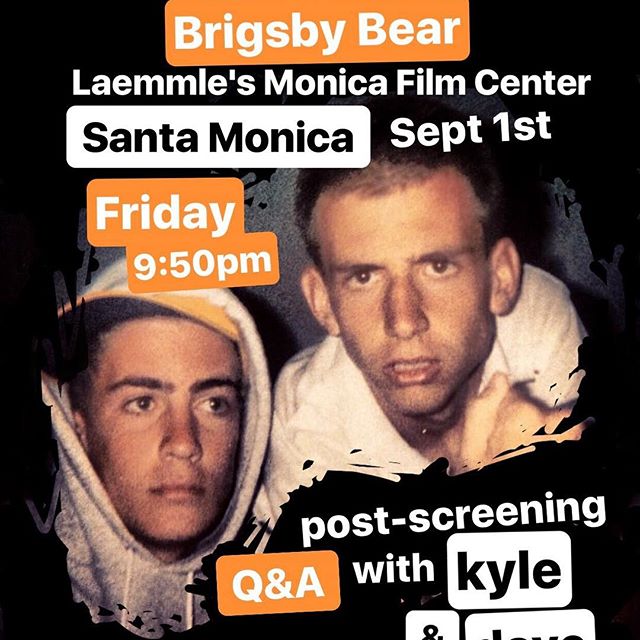 Brigsby Bear
Laemmle's Monica Film Center
Santa Monica Sept 1st
Friday
9:50pm
post-screening
Q&A with kyle
&